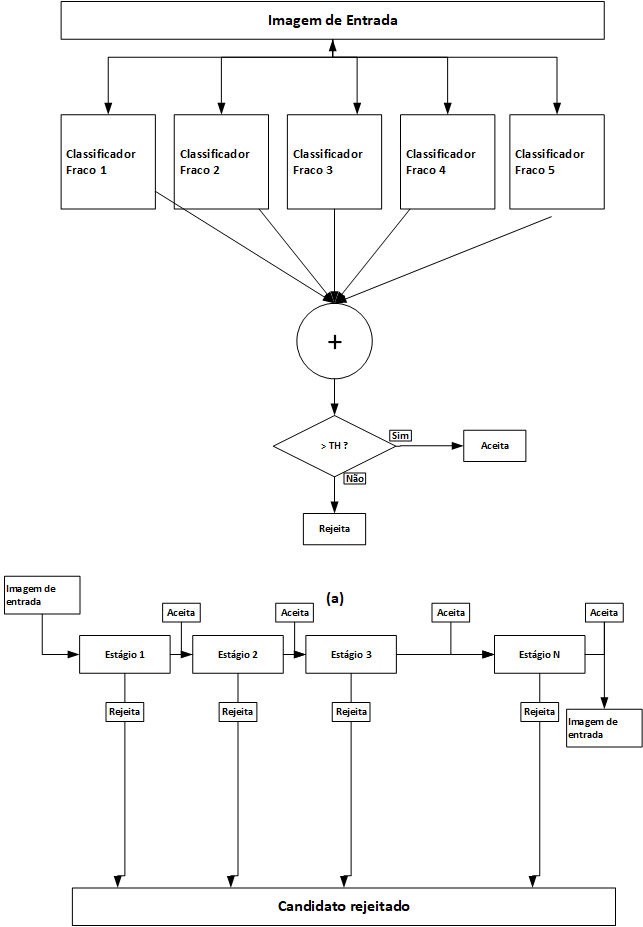 Imagem de Entrada
Classificador
Fraco 1
Classificador
Fraco 2
Classificador
Fraco 3
Classificador
Fraco 4
Classificador
Fraco 5
+
> TH ?
Sim
Aceita
Não
Rejeita
(a)
Imagem de
entrada
Aceita
Aceita
Aceita
Aceita
Estágio 1
Estágio 2
Estágio 3
Estágio N
Rejeita
Rejeita
Rejeita
Rejeita
Imagem de
entrada
Candidato rejeitado